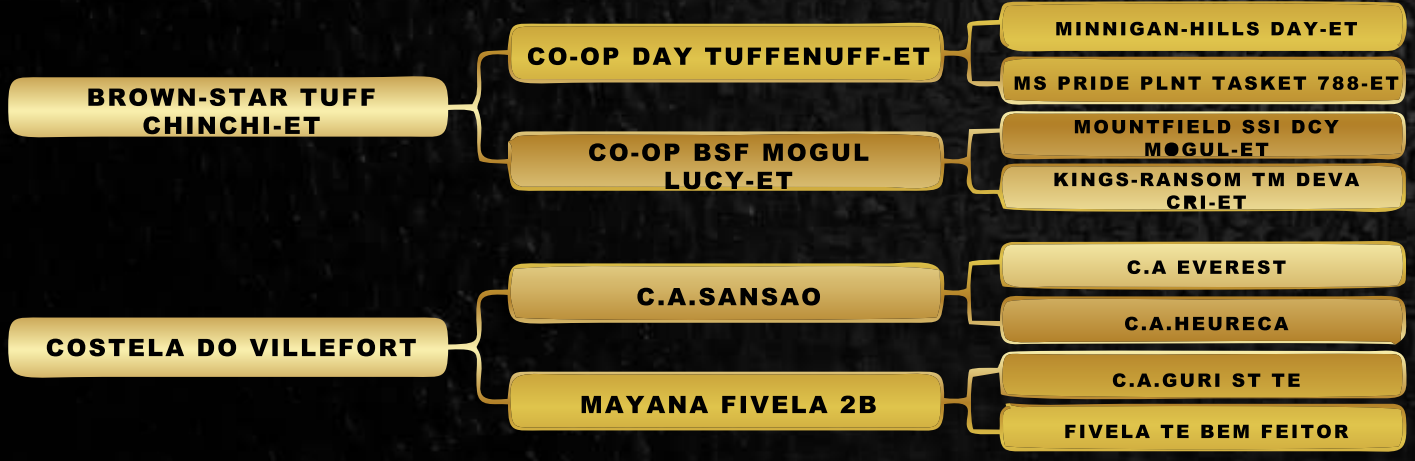 MINNIGAN-HILLS DAY-ET
CO-OP DAY TUFFENUFF-ET
MS PRIDE PLNT TASKET 788-ET
BROWN-STAR TUFF
CHINCHI-ET
MOUNTFIELD SSI DCY
MOGUL-ET
CO-OP BSF MOGUL
LUCY-ET
KINGS-RANSOM TM DEVA
CRI-ET
C.A EVEREST
C.A.SANSAO
C.A.HEURECA
COSTELA DO VILLEFORT
C.A.GURI ST TE
MAYANA FIVELA 2B
FIVELA TE BEM FEITOR